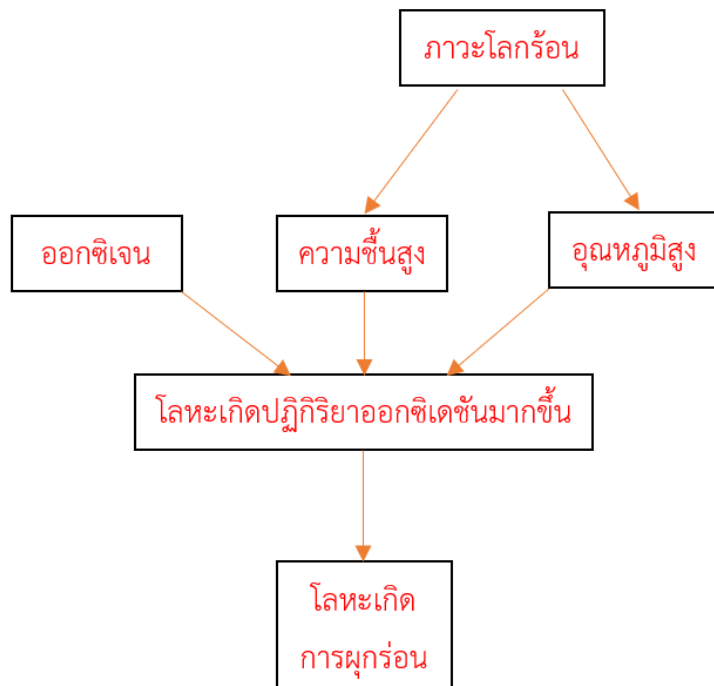 ภาวะโลกร้อน
ออกซิเจน
ความชื้นสูง
อุณหภูมิสูง
โลหะเกิดปฏิกิริยาออกซิเดชันมากขึ้น
โลหะเกิด
การผุกร่อน